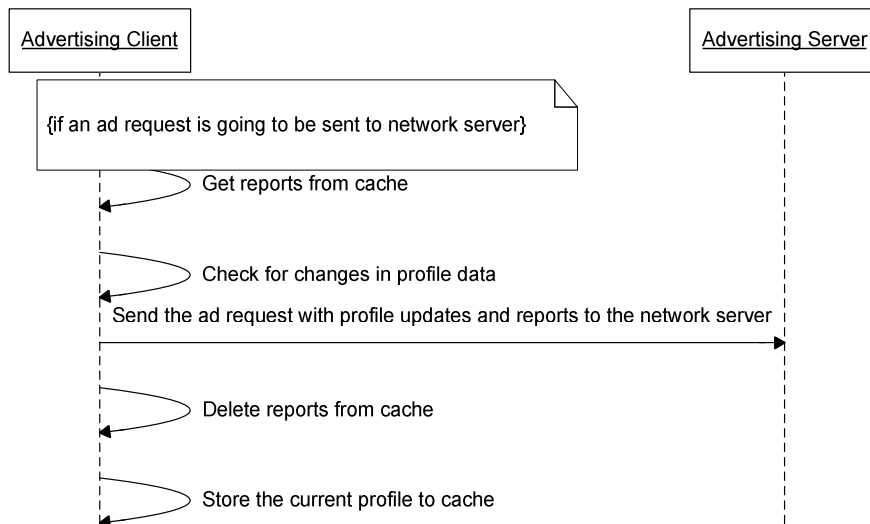 Advertising Client
Advertising Server
{if an ad request is going to be sent to network server}
Get reports from cache
Check for changes in profile data
Send the ad request with profile updates and reports to the network server
Delete reports from cache
Store the current profile to cache